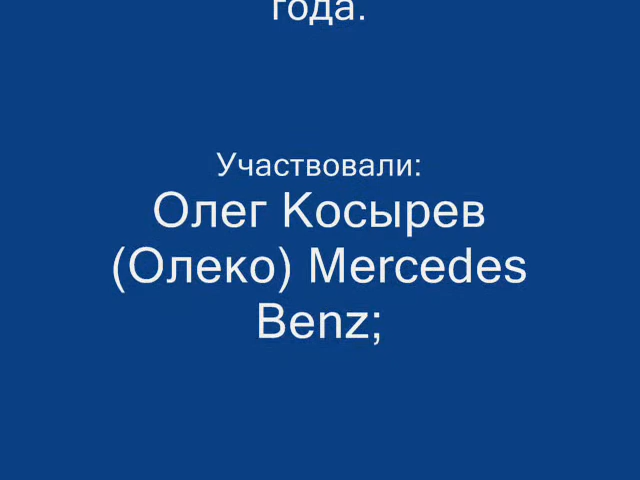 года.
Участвовали:
Олег Косырев
(Олеко) Mercedes
Benz;